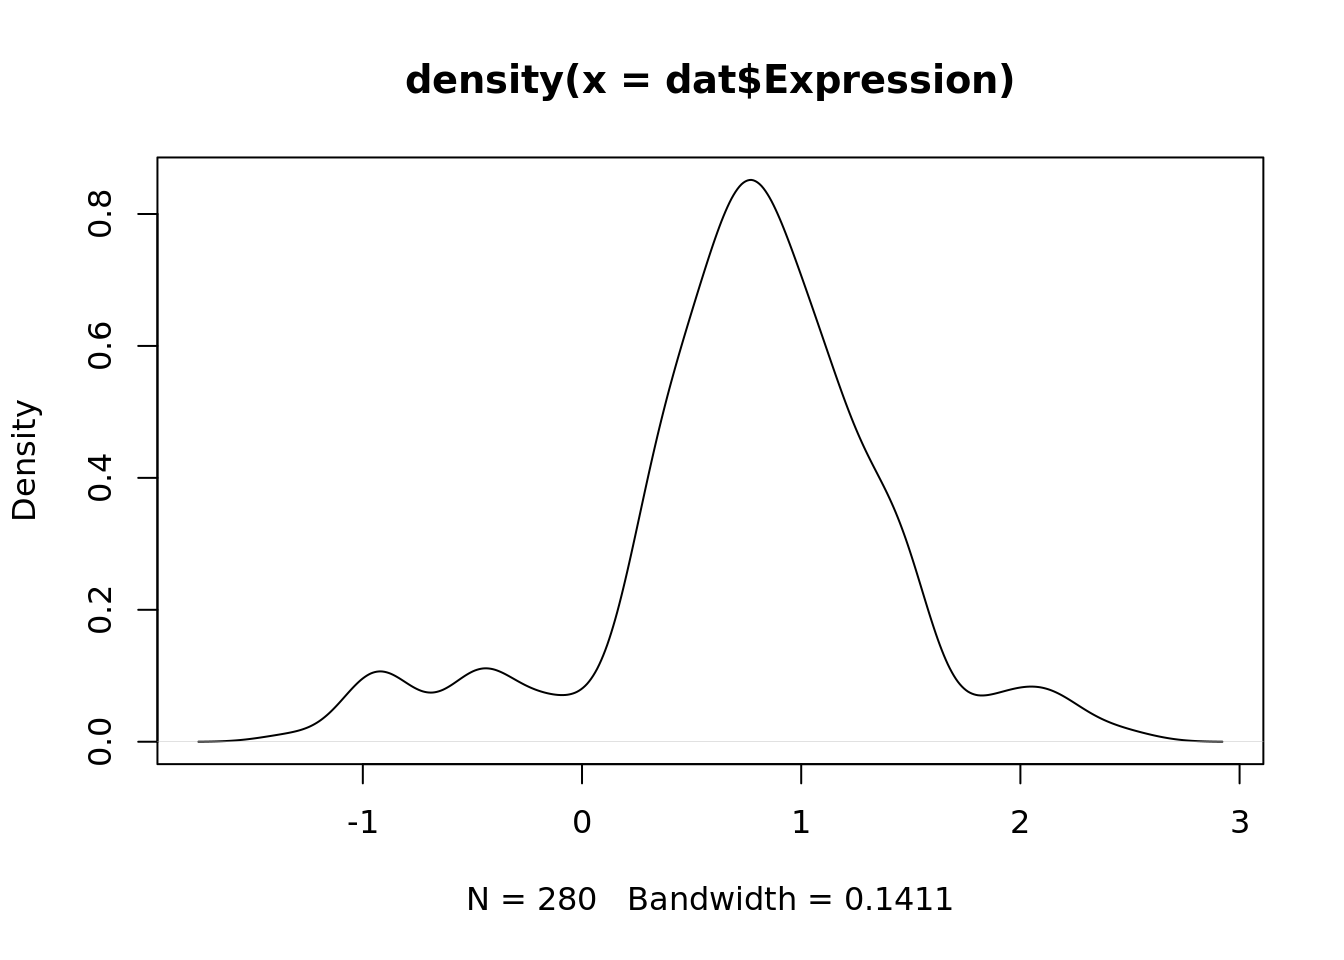 density(x = dat$Expression)
Density
0.8
0.6
0.4
0.2
0.0
-1 0 1 2 3
N = 280 Bandwidth = 0.1411